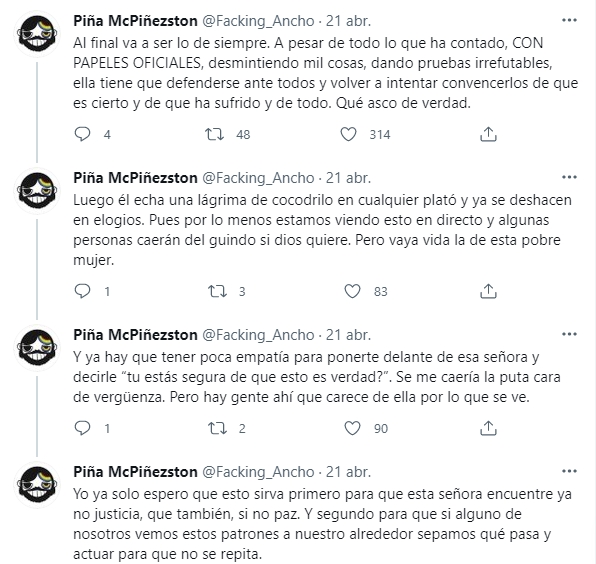 Piña McPiñezston @Facking_Ancho · 21 abr.
Al final va a ser lo de siempre. A pesar de todo lo que ha contado, CON
PAPELES OFICIALES, desmintiendo mil cosas, dando pruebas irrefutables,
ella tiene que defenderse ante todos y volver a intentar convencerlos de que
es cierto y de que ha sufrido y de todo. Qué asco de verdad.
4 48 314
Piña McPiñezston @Facking_Ancho · 21 abr.
Luego él echa una lágrima de cocodrilo en cualquier plató y ya se deshacen
en elogios. Pues por lo menos estamos viendo esto en directo y algunas
personas caerán del guindo si dios quiere. Pero vaya vida la de esta pobre
mujer.
1 3 83
Piña McPiñezston @Facking_Ancho · 21 abr.
Y ya hay que tener poca empatía para ponerte delante de esa señora y
decirle “tu estás segura de que esto es verdad?”. Se me caería la puta cara
de vergüenza. Pero hay gente ahí que carece de ella por lo que se ve.
1 2 90
Piña McPiñezston @Facking_Ancho · 21 abr.
Yo ya solo espero que esto sirva primero para que esta señora encuentre ya
no justicia, que también, si no paz. Y segundo para que si alguno de
nosotros vemos estos patrones a nuestro alrededor sepamos qué pasa y
actuar para que no se repita.